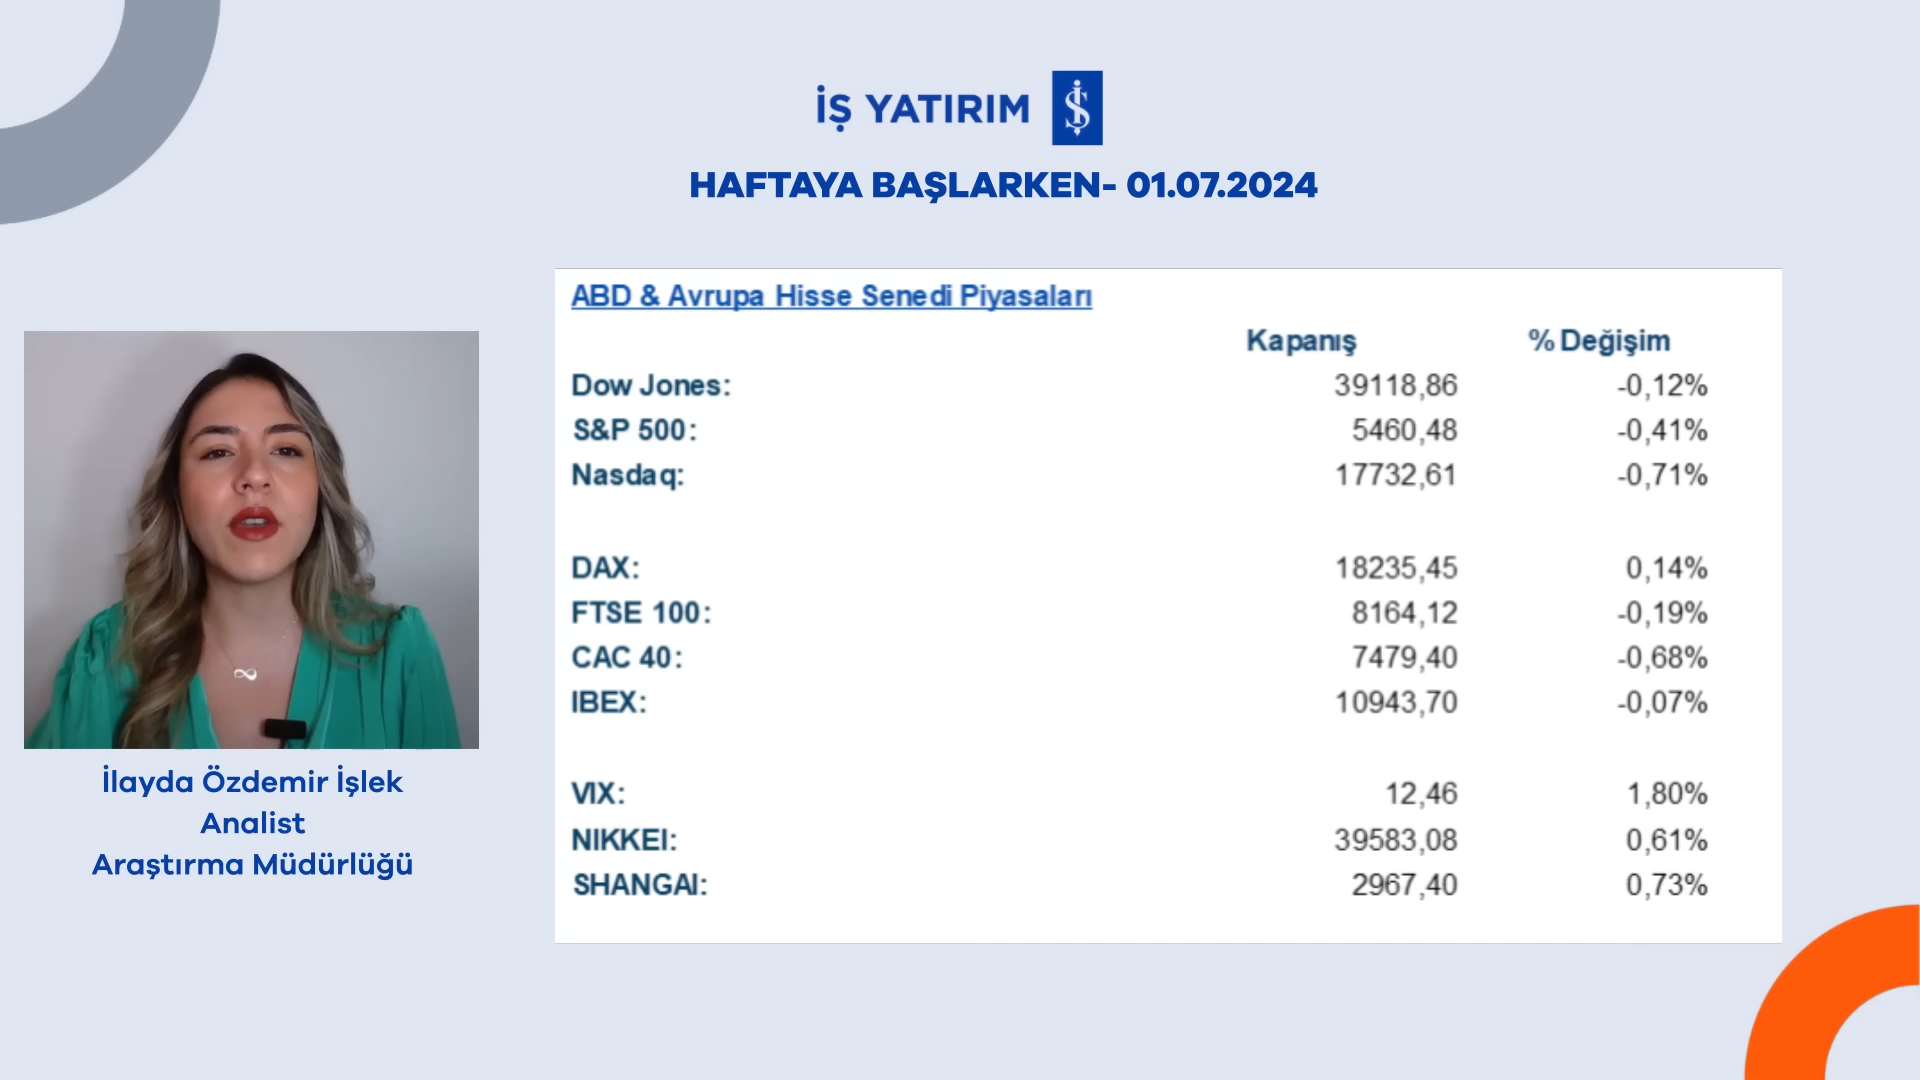 İŞ YATIRIM
HAFTAYA BAŞLARKEN- 01.07.2024
ABD & Avrupa Hisse Senedi Piyasaları
Kapanış % Değişim
Dow Jones: 39118,86 -0,12%
S&P 500: 5460,48 -0,41%
Nasdaq: 17732,61 -0,71%
DAX: 18235,45 0,14%
FTSE 100: 8164,12 -0,19%
CAC 40: 7479,40 -0,68%
IBEX: 10943,70 -0,07%
VIX: 12,46 1,80%
NIKKEI: 39583,08 0,61%
SHANGAI: 2967,40 0,73%
İlayda Özdemir İşlek
Analist
Araştırma Müdürlüğü